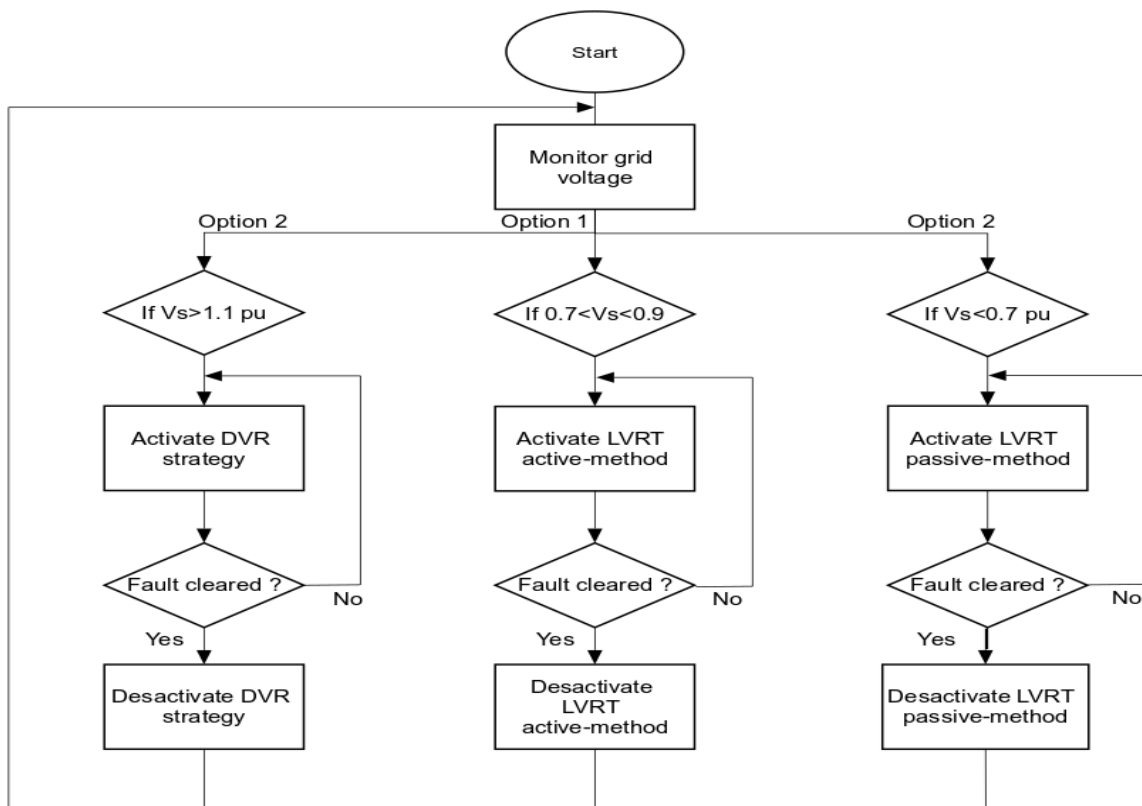 Start
Monitor grid
voltage
Option 2
Option 1
Option 2
If Vs>1.1 pu
If 0.7<Vs<0.9
If Vs<0.7 pu
Activate DVR
strategy
Activate LVRT
active-method
Activate LVRT
passive-method
Fault cleared ?
No
Fault cleared ?
No
Fault cleared ?
No
Yes
Yes
Yes
Desactivate DVR
strategy
Desactivate
LVRT
active-method
Desactivate LVRT
passive-method